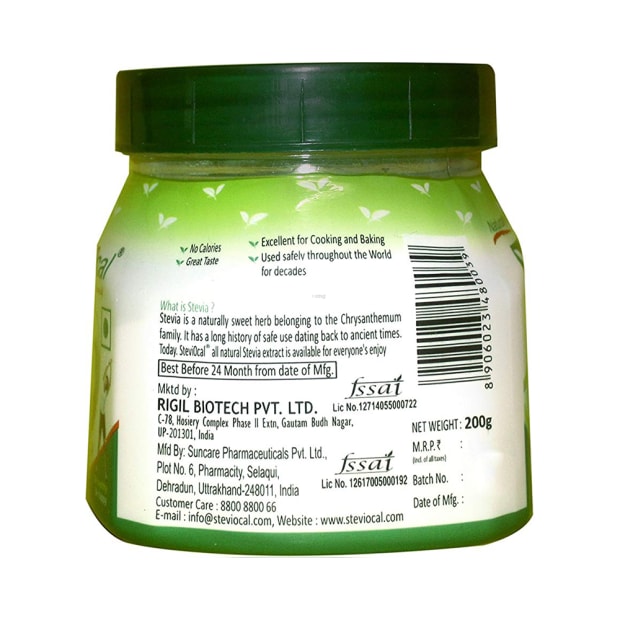 cal®
Natural
No Calories
Great Taste
Excellent for Cooking and Baking
Used safely throughout the World
for decades
What is Stevia ?
Stevia is a naturally sweet herb belonging to the Chrysanthemum
family. It has a long history of safe use dating back to ancient times.
Today. Stevi0cal® all natural Stevia extract is available for everyone's enjoy
Best Before 24 Month from date of Mfg.
Mktd by :
RIGIL BIOTECH PVT. LTD.
C-78, Hosiery Complex Phase II Extn, Gautam Budh Nagar,
UP-201301, India
fssai
Lic No.12714055000722
Mfd By: Suncare Pharmaceuticals Pvt. Ltd.,
Plot No. 6, Pharmacity, Selaqui,
Dehradun, Uttrakhand-248011, India
fssai
Lic No. 12617005000192
Customer Care : 8800 8800 66
E-mail : info@steviocal.com, Website : www.steviocal.com
8906023480039
NET WEIGHT: 200g
M.R.P.₹ :
(incl. of all taxes)
Batch No. :
Date of Mfg. :